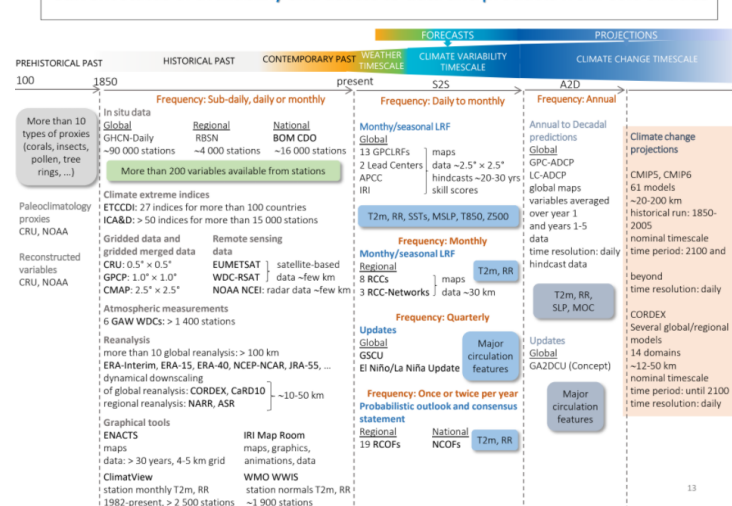 FORECASTS
PROJECTIONS
PREHISTORICAL PAST
HISTORICAL PAST
CONTEMPORARY PAST
WEATHER TIMESCALE
CLIMATE VARIABILITY TIMESCALE
CLIMATE CHANGE TIMESCALE
100
1850
present
S2S
A2D
More than 10
types of proxies
(corals, insects,
pollen, tree
rings, ...)
Paleoclimatology
proxies
CRU, NOAA
Reconstructed
variables
CRU, NOAA
Frequency: Sub-daily, daily or monthly
In situ data
Global Regional National
GHCN-Daily RBSN BOM CDO
~90 000 stations ~4 000 stations ~16 000 stations
More than 200 variables available from stations
Climate extreme indices
ETCCDI: 27 indices for more than 100 countries
ICA&D: > 50 indices for more than 15 000 stations
Gridded data and
gridded merged data
CRU: 0.5° × 0.5°
GPCP: 1.0° × 1.0°
CMAP: 2.5° × 2.5°
Remote sensing
data
EUMETSAT satellite-based
WDC-RSAT data ~few km
NOAA NCEI: radar data ~few km
Atmospheric measurements
6 GAW WDCs: > 1 400 stations
Reanalysis
more than 10 global reanalysis: > 100 km
ERA-Interim, ERA-15, ERA-40, NCEP-NCAR, JRA-55, ...
dynamical downscaling
of global reanalysis: CORDEX, CaRD10
regional reanalysis: NARR, ASR
~10-50 km
Graphical tools
ENACTS
maps
data: > 30 years, 4-5 km grid
IRI Map Room
maps, graphics,
animations, data
ClimatView
station monthly T2m, RR
1982-present, > 2 500 stations
WMO WWIS
station normals T2m, RR
~1 900 stations
Frequency: Daily to monthly
Monthy/seasonal LRF
Global
13 GPCLRFs maps
2 Lead Centers data ~2.5° × 2.5°
APCC hindcasts ~20-30 yrs
IRI skill scores
T2m, RR, SSTs, MSLP, T850, Z500
Frequency: Monthly
Monthy/seasonal LRF
Regional
T2m, RR
8 RCCs maps
3 RCC-Networks data ~30 km
Frequency: Quarterly
Updates
Global
GSCU
El Niño/La Niña Update
Major
circulation
features
Frequency: Once or twice per year
Probabilistic outlook and consensus
statement
Regional National
19 RCOFs NCOFs
T2m, RR
Frequency: Annual
Annual to Decadal
predictions
Global
GPC-ADCP
LC-ADCP
global maps
variables averaged
over year 1
and years 1-5
data
time resolution: daily
hindcast data
T2m, RR,
SLP, MOC
Updates
Global
GA2DCU (Concept)
Major
circulation
features
Climate change
projections
CMIP5, CMIP6
61 models
~20-200 km
historical run: 1850-
2005
nominal timescale
time period: 2100 and
beyond
time resolution: daily
CORDEX
Several global/regional
models
14 domains
~12-50 km
nominal timescale
time period: until 2100
time resolution: daily
13